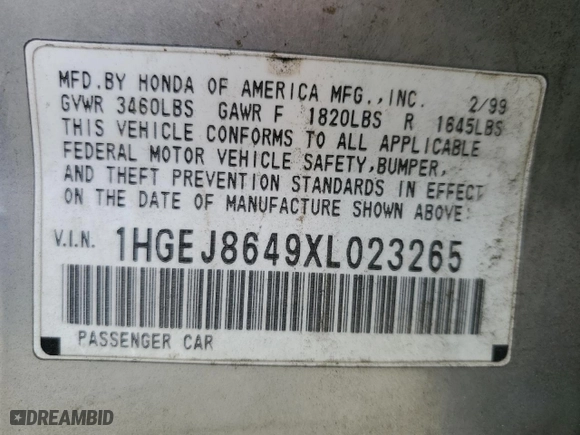 MFD.BY HONDA OF AMERICA MFG.,INC. 2/99
GVWR 3460LBS GAWR F 1820LBS R 1645LBS
THIS VEHICLE CONFORMS TO ALL APPLICABLE
FEDERAL MOTOR VEHICLE SAFETY,BUMPER,
AND THEFT PREVENTION STANDARDS IN EFFECT
ON THE DATE OF MANUFACTURE SHOWN ABOVE:
V.I.N. 1HGEJ8649XL023265
PASSENGER CAR
DREAMBID